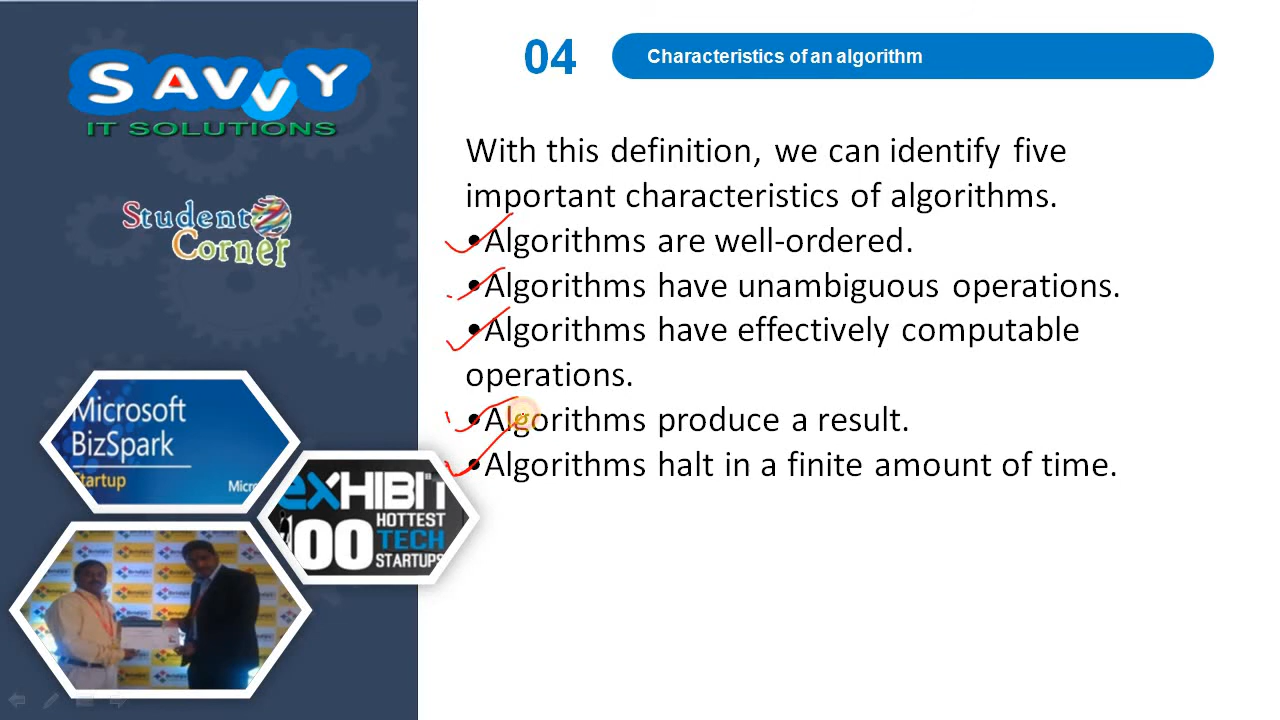 SAVVY
IT SOLUTIONS
Student
Corner
Microsoft
BizSpark
Startup
EXHIBIT
100
HOTTEST
TECH
STARTUPS
04
Characteristics of an algorithm
With this definition, we can identify five
important characteristics of algorithms.
•Algorithms are well-ordered.
•Algorithms have unambiguous operations.
•Algorithms have effectively computable
operations.
•Algorithms produce a result.
•Algorithms halt in a finite amount of time.